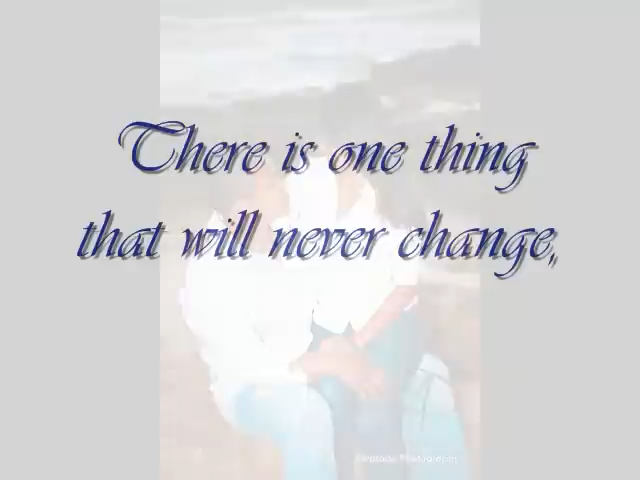 There is one thing
that will never change,